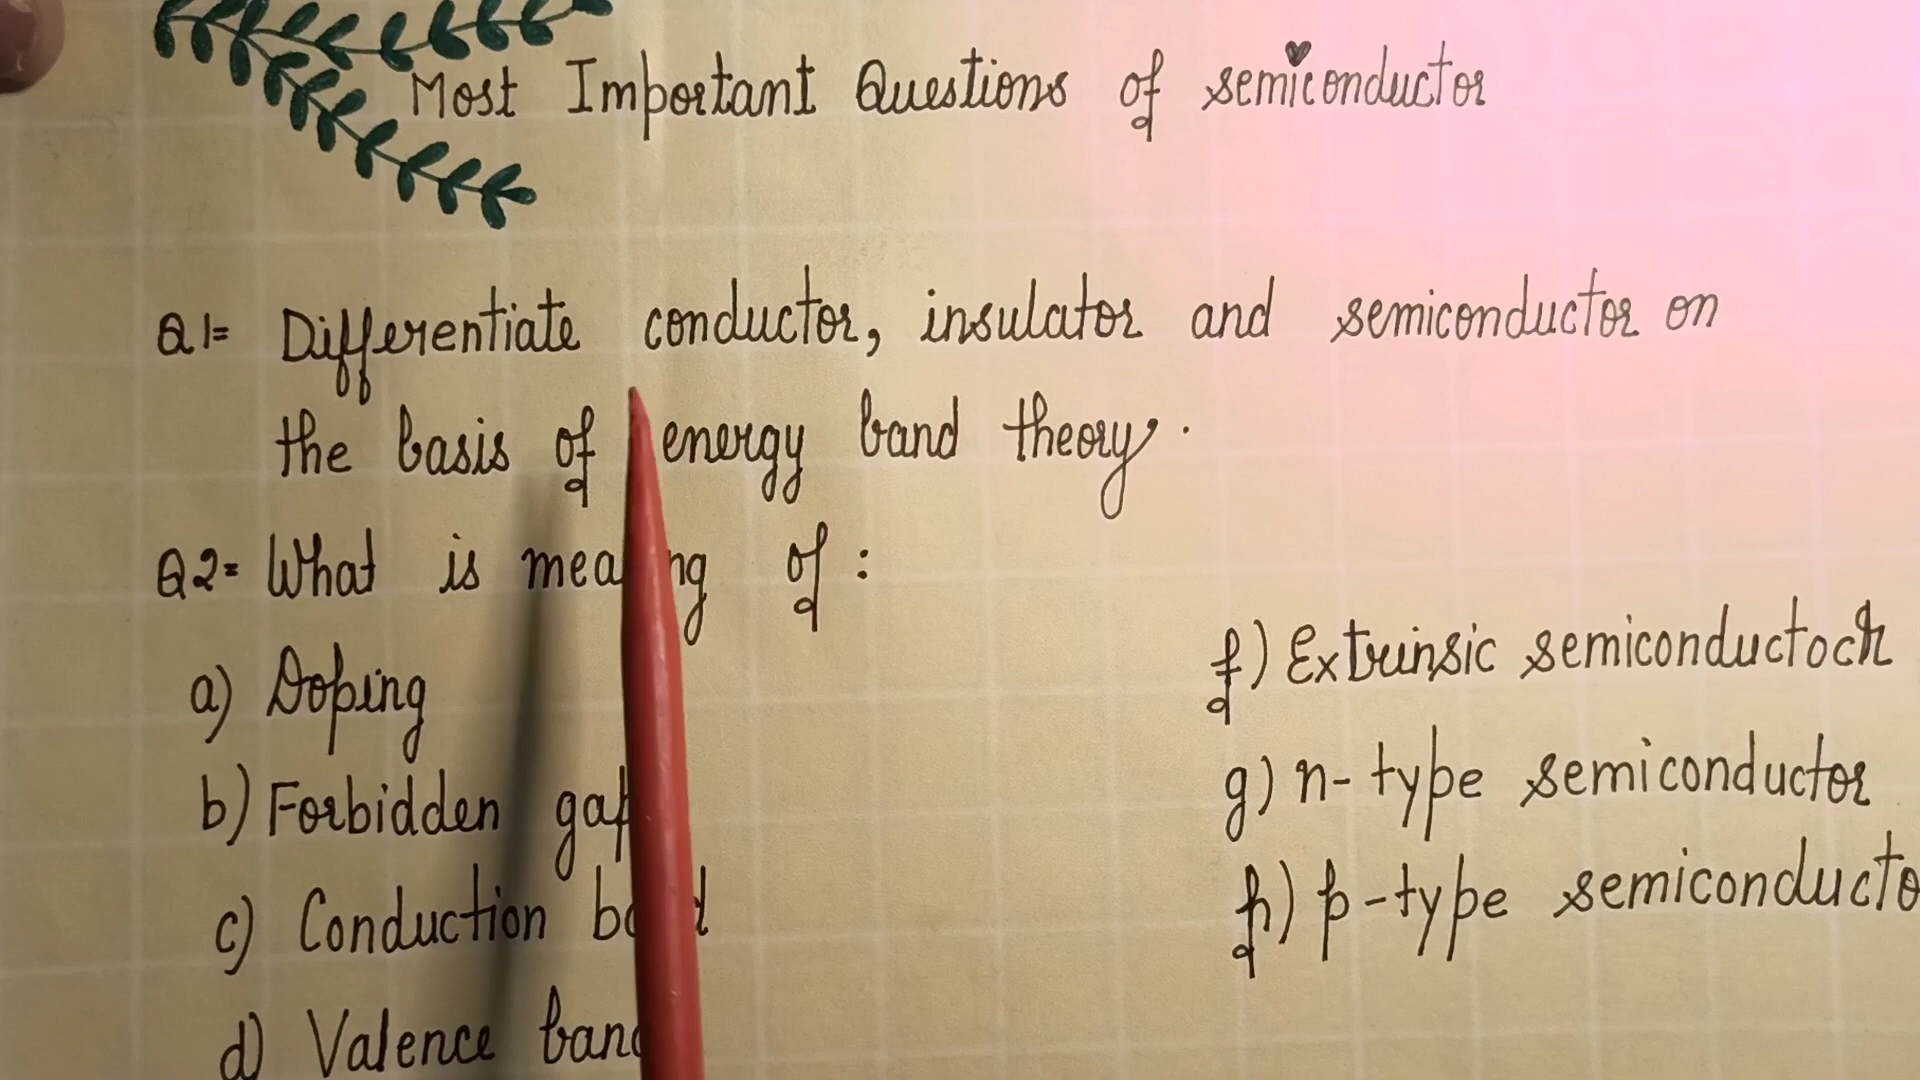 Most Important Questions of semiconductor
Q1= Differentiate conductor, insulator and semiconductor on
the basis of energy band theory.
Q2= What is of :
a) Doping
b) Forbidden
c) Conduction
d) Valence
f) Extrinsic
g) n-type semiconductor
h) p-type